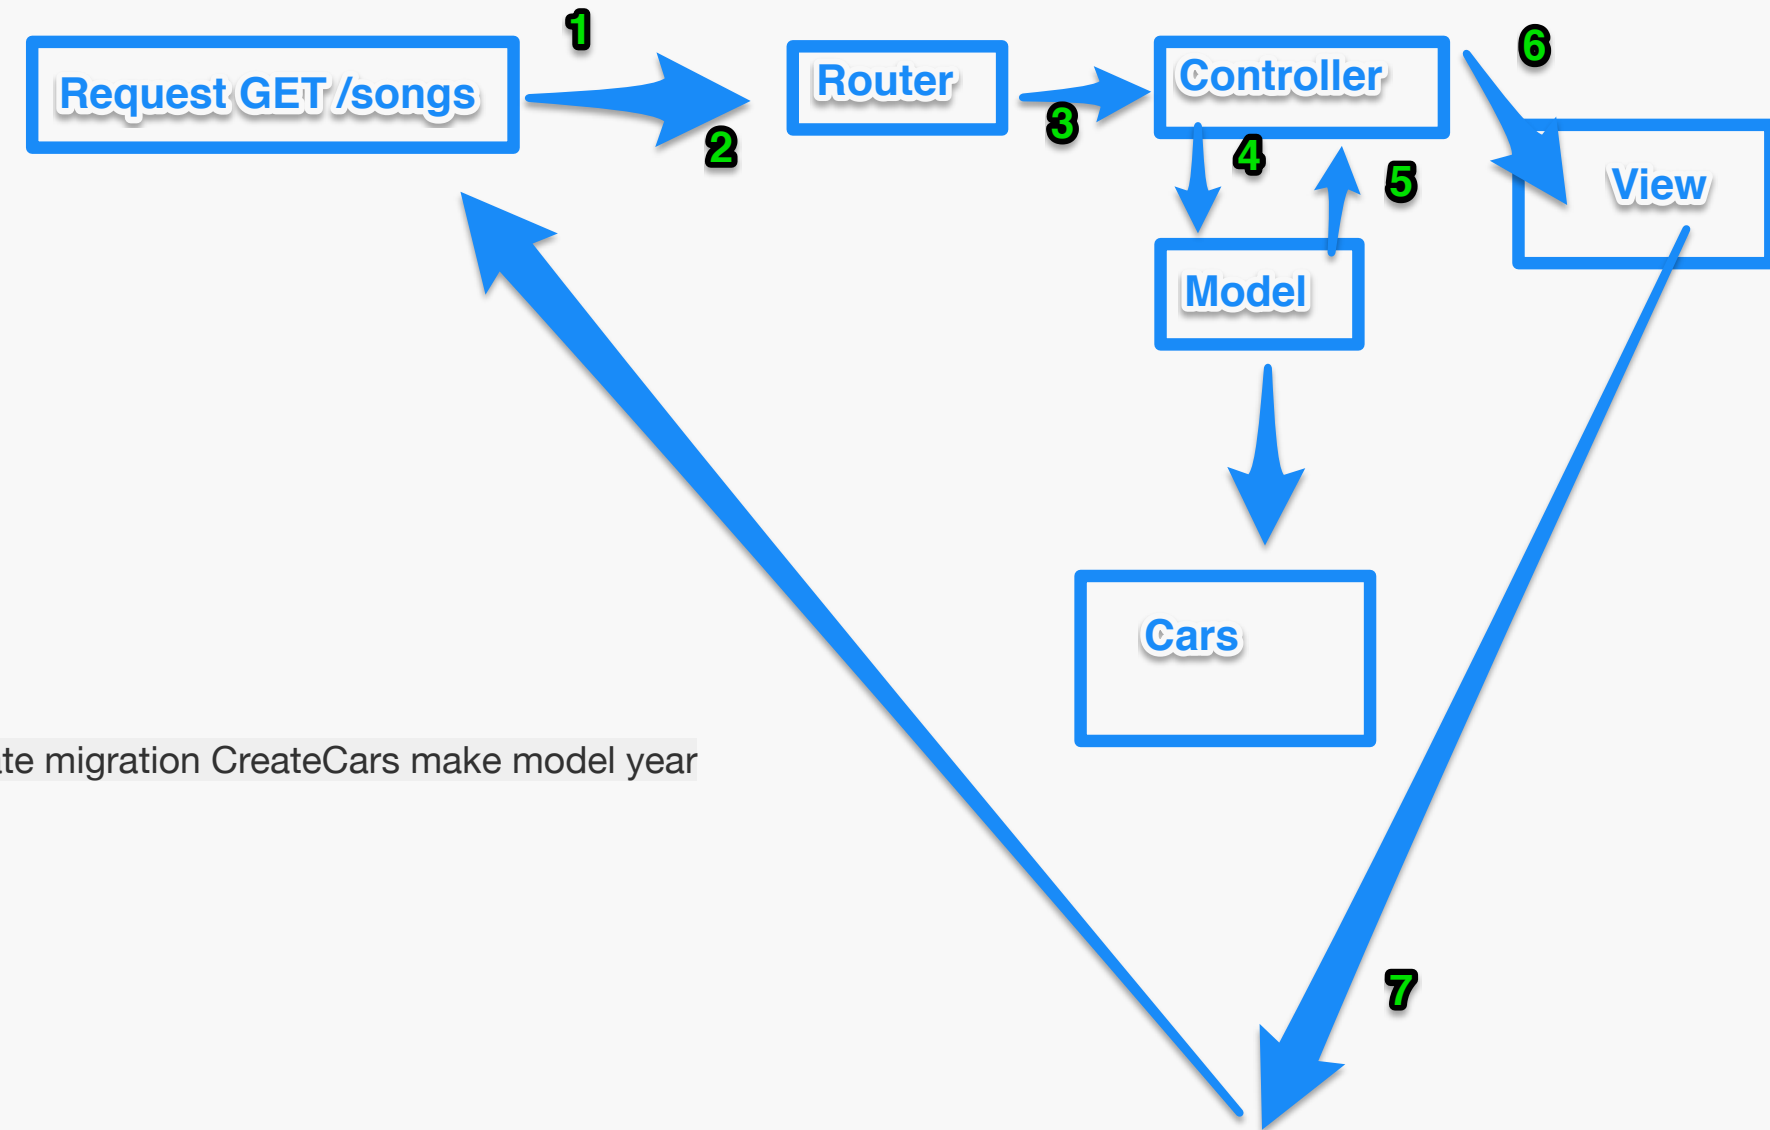 1
6
Request GET /songs
Router
Controller
2
3
4
5
View
Model
Cars
migration CreateCars make model year
7